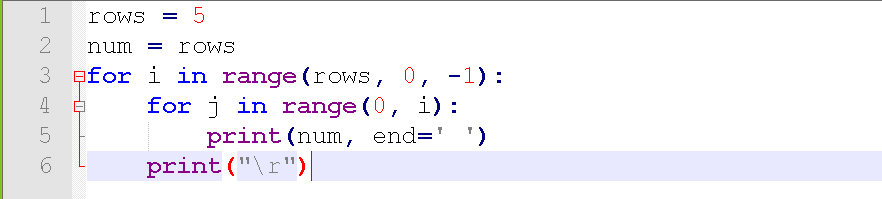 1 rows = 5
2 num = rows
3 for i in range(rows, 0, -1):
4     for j in range(0, i):
5         print(num, end=' ')
6     print("\r")